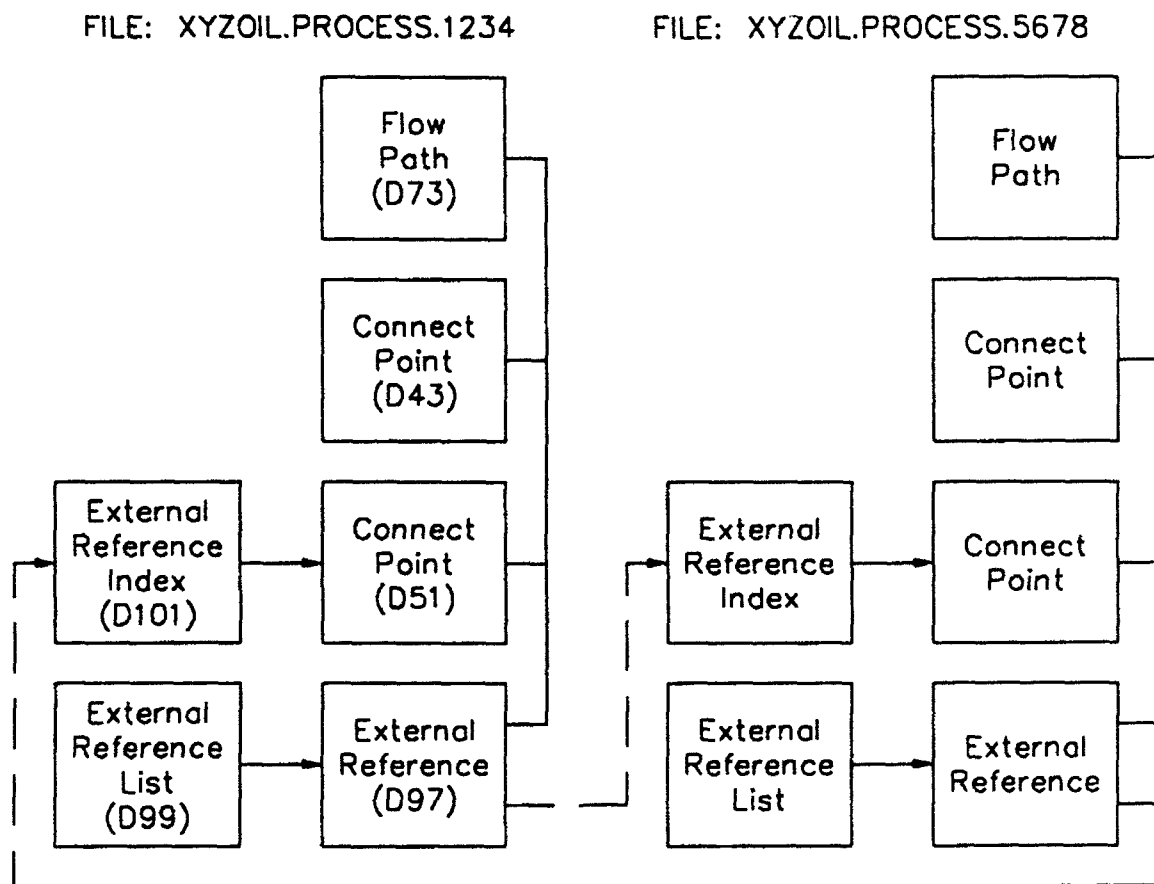 FILE: XYZOIL.PROCESS.1234
FILE: XYZOIL.PROCESS.5678
Flow
Path
(D73)
Flow
Path
Connect
Point
(D43)
Connect
Point
External
Reference
Index
(D101)
Connect
Point
(D51)
External
Reference
Index
Connect
Point
External
Reference
List
(D99)
External
Reference
(D97)
External
Reference
List
External
Reference